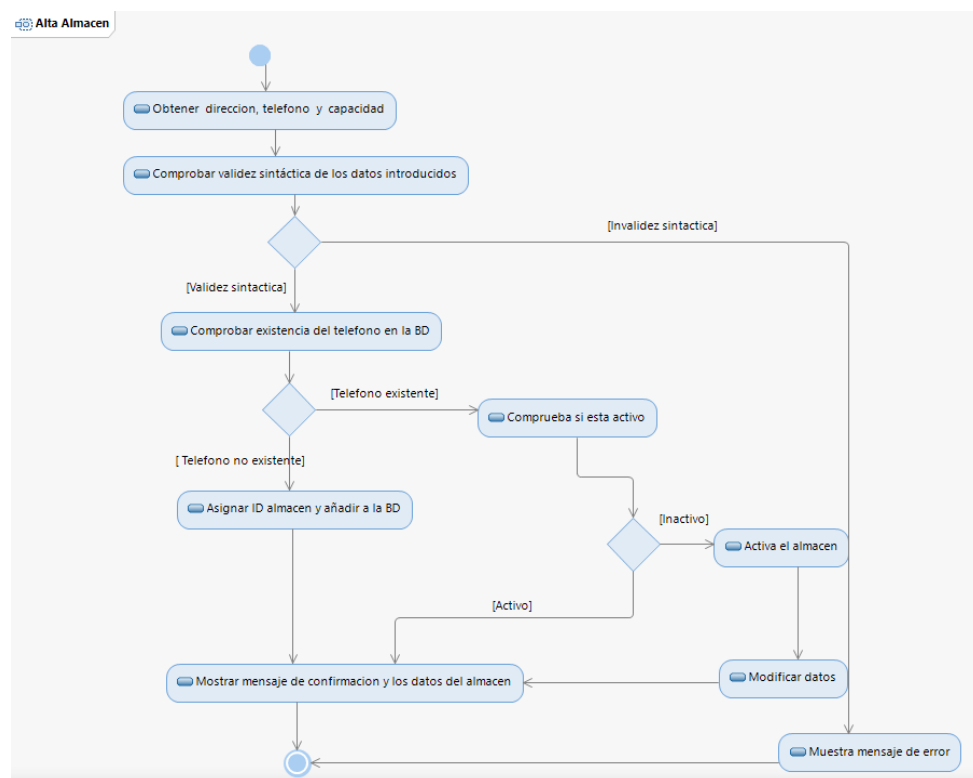 Alta Almacen
Obtener direccion, telefono y capacidad
Comprobar validez sintáctica de los datos introducidos
[Invalidez sintactica]
[Validez sintactica]
Comprobar existencia del telefono en la BD
[Telefono existente]
Comprueba si esta activo
[ Telefono no existente]
Asignar ID almacen y añadir a la BD
[Inactivo]
Activa el almacen
[Activo]
Mostrar mensaje de confirmacion y los datos del almacen
Modificar datos
Muestra mensaje de error